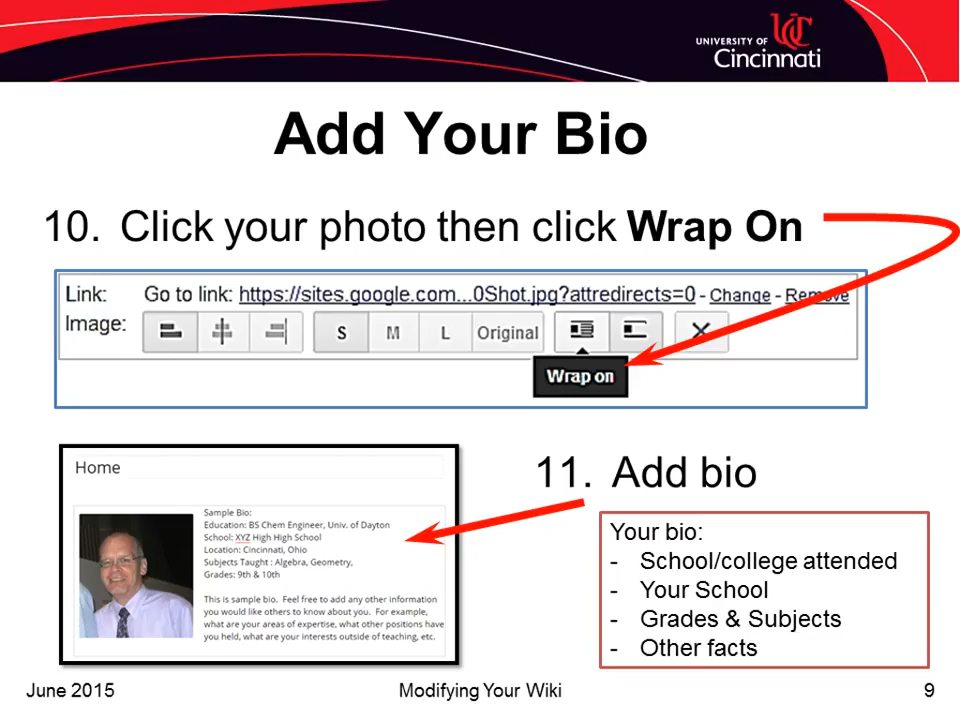 UNIVERSITY OF
Cincinnati
Add Your Bio
10. Click your photo then click Wrap On
Link: Go to link: https://sites.google.com...0Shot.jpg?attredirects=0 - Change - Remove
Image: S M L Original
Wrap on
Home
Sample Bio:
Education: BS Chem Engineer, Univ. of Dayton
School: XYZ High High School
Location: Cincinnati, Ohio
Subjects Taught : Algebra, Geometry,
Grades: 9th & 10th
This is sample bio. Feel free to add any other information
you would like others to know about you. For example,
what are your areas of expertise, what other positions have
you held, what are your interests outside of teaching, etc.
11. Add bio
Your bio:
- School/college attended
- Your School
- Grades & Subjects
- Other facts
June 2015 Modifying Your Wiki 9